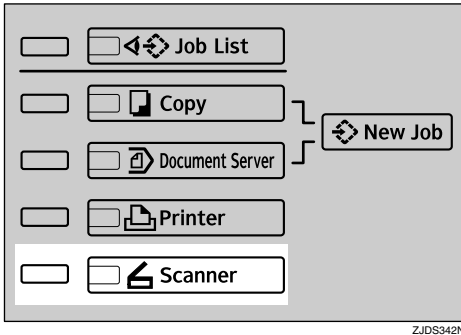 Job List
Copy
New Job
Document Server
Printer
Scanner
ZJDS342N